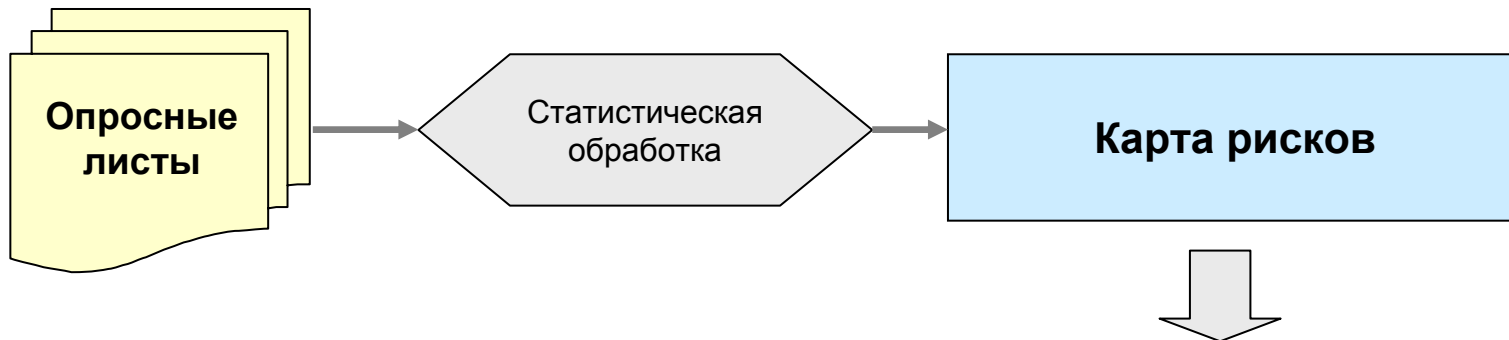 Опросные
листы
Статистическая
обработка
Карта рисков